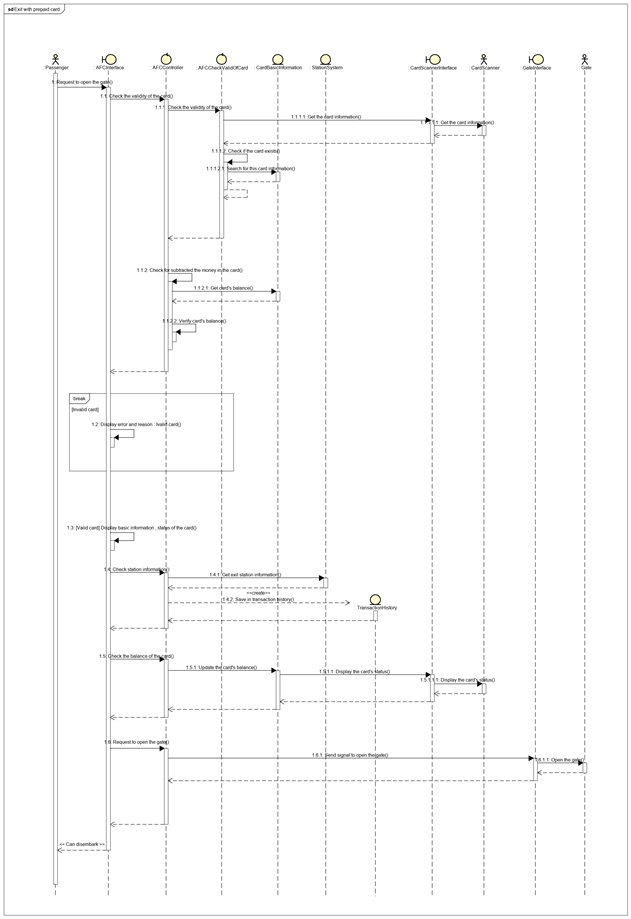 sd Exit with prepaid card
Passenger
AFCInterface
AFCController
AFCCheckValidOfCard
CardBasicInformation
StationSystem
CardScannerInterface
CardScanner
GateInterface
Gate
1: Request to open the gate()
1.1: Check the validity of the card()
1.1.1: Check the validity of the card()
1.1.1.1: Get the card information()
1.1.1.1.1: Get the card information()
1.1.1.2: Check if the card exists()
1.1.1.2.1: Search for this card information()
1.1.2: Check for subtracted the money in the card()
1.1.2.1: Get card's balance()
1.1.2.2: Verify card's balance()
break
[Invalid card]
1.2: Display error and reason : Ivalid card()
1.3: [Valid card] Display basic information , status of the card()
1.4: Check station information()
1.4.1: Get exit station information()
<<create>>
1.4.2: Save in transaction history()
TransactionHistory
1.5: Check the balance of the card()
1.5.1: Update the card's balance()
1.5.1.1: Display the card's status()
1.5.1.1.1: Display the card's status()
1.6: Request to open the gate()
1.6.1: Send signal to open the gate()
1.6.1.1: Open the gate()
<< Can disembark >>